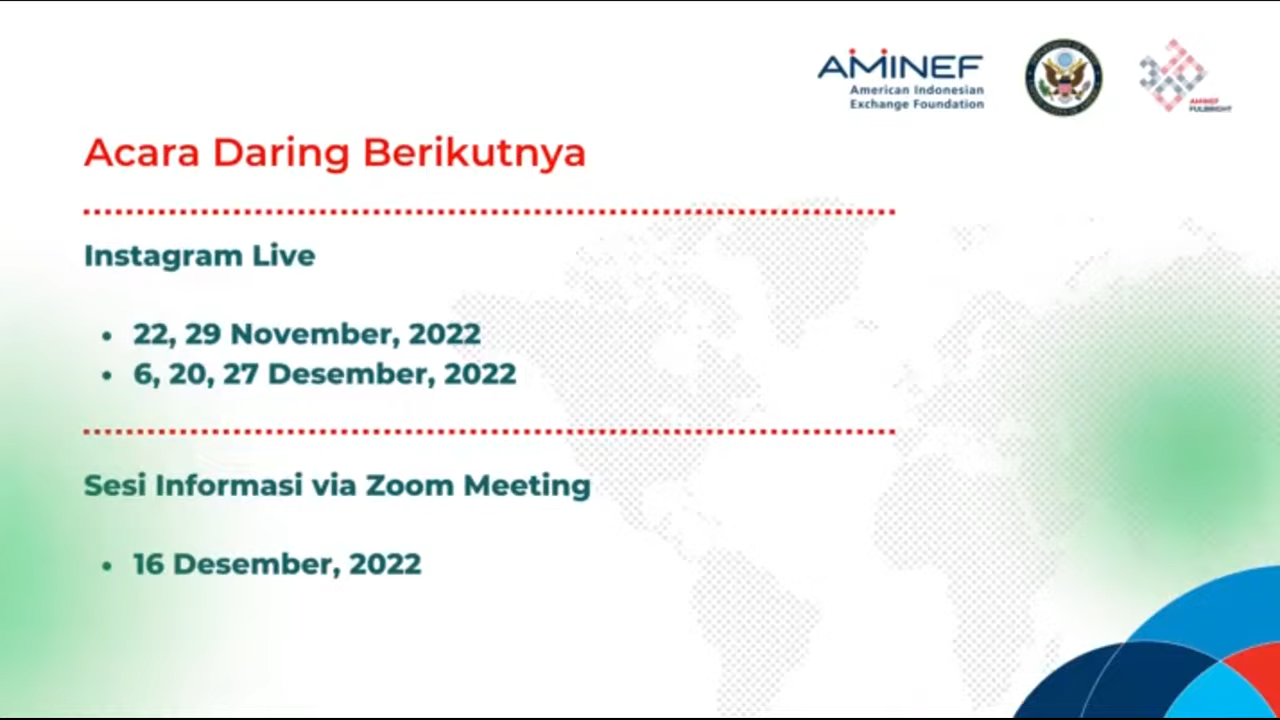 AMINEF
American Indonesian
Exchange Foundation
AMINEF
FULBRIGHT
Acara Daring Berikutnya
Instagram Live
• 22, 29 November, 2022
• 6, 20, 27 Desember, 2022
Sesi Informasi via Zoom Meeting
• 16 Desember, 2022